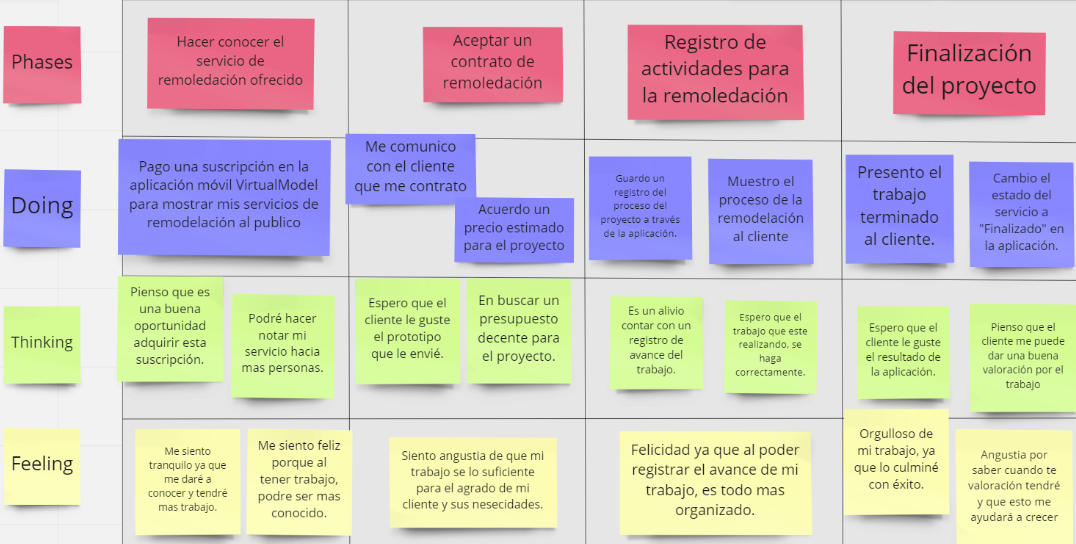 Phases
Hacer conocer el
servicio de
remoledación ofrecido
Aceptar un
contrato de
remoledación
Registro de
actividades para
la remoledación
Finalización
del proyecto
Doing
Pago una suscripción en la
aplicación móvil VirtualModel
para mostrar mis servicios de
remodelación al publico
Me comunico
con el cliente
que me contrato
Acuerdo un
precio estimado
para el proyecto
Guardo un
registro del
proceso del
proyecto a través
de la aplicación.
Muestro el
proceso de la
remodelación
al cliente
Presento el
trabajo
terminado
al cliente.
Cambio el
estado del
servicio a
"Finalizado" en
la aplicación.
Thinking
Pienso que es
una buena
oportunidad
adquirir esta
suscripción.
Podré hacer
notar mi
servicio hacia
mas personas.
Espero que el
cliente le guste
el prototipo
que le envié.
En buscar un
presupuesto
decente para
el proyecto.
Es un alivio
contar con un
registro de
avance del
trabajo.
Espero que el
trabajo que este
realizando, se
haga
correctamente.
Espero que el
cliente le guste
el resultado de
la aplicación.
Pienso que el
cliente me puede
dar una buena
valoración por el
trabajo
Feeling
Me siento
tranquilo ya que
me daré a
conocer y tendré
mas trabajo.
Me siento feliz
porque al
tener trabajo,
podre ser mas
conocido.
Siento angustia de que mi
trabajo se lo suficiente
para el agrado de mi
cliente y sus nesecidades.
Felicidad ya que al poder
registrar el avance de mi
trabajo, es todo mas
organizado.
Orgulloso de
mi trabajo, ya
que lo culminé
con éxito.
Angustia por
saber cuando te
valoración tendré
y que esto me
ayudará a crecer